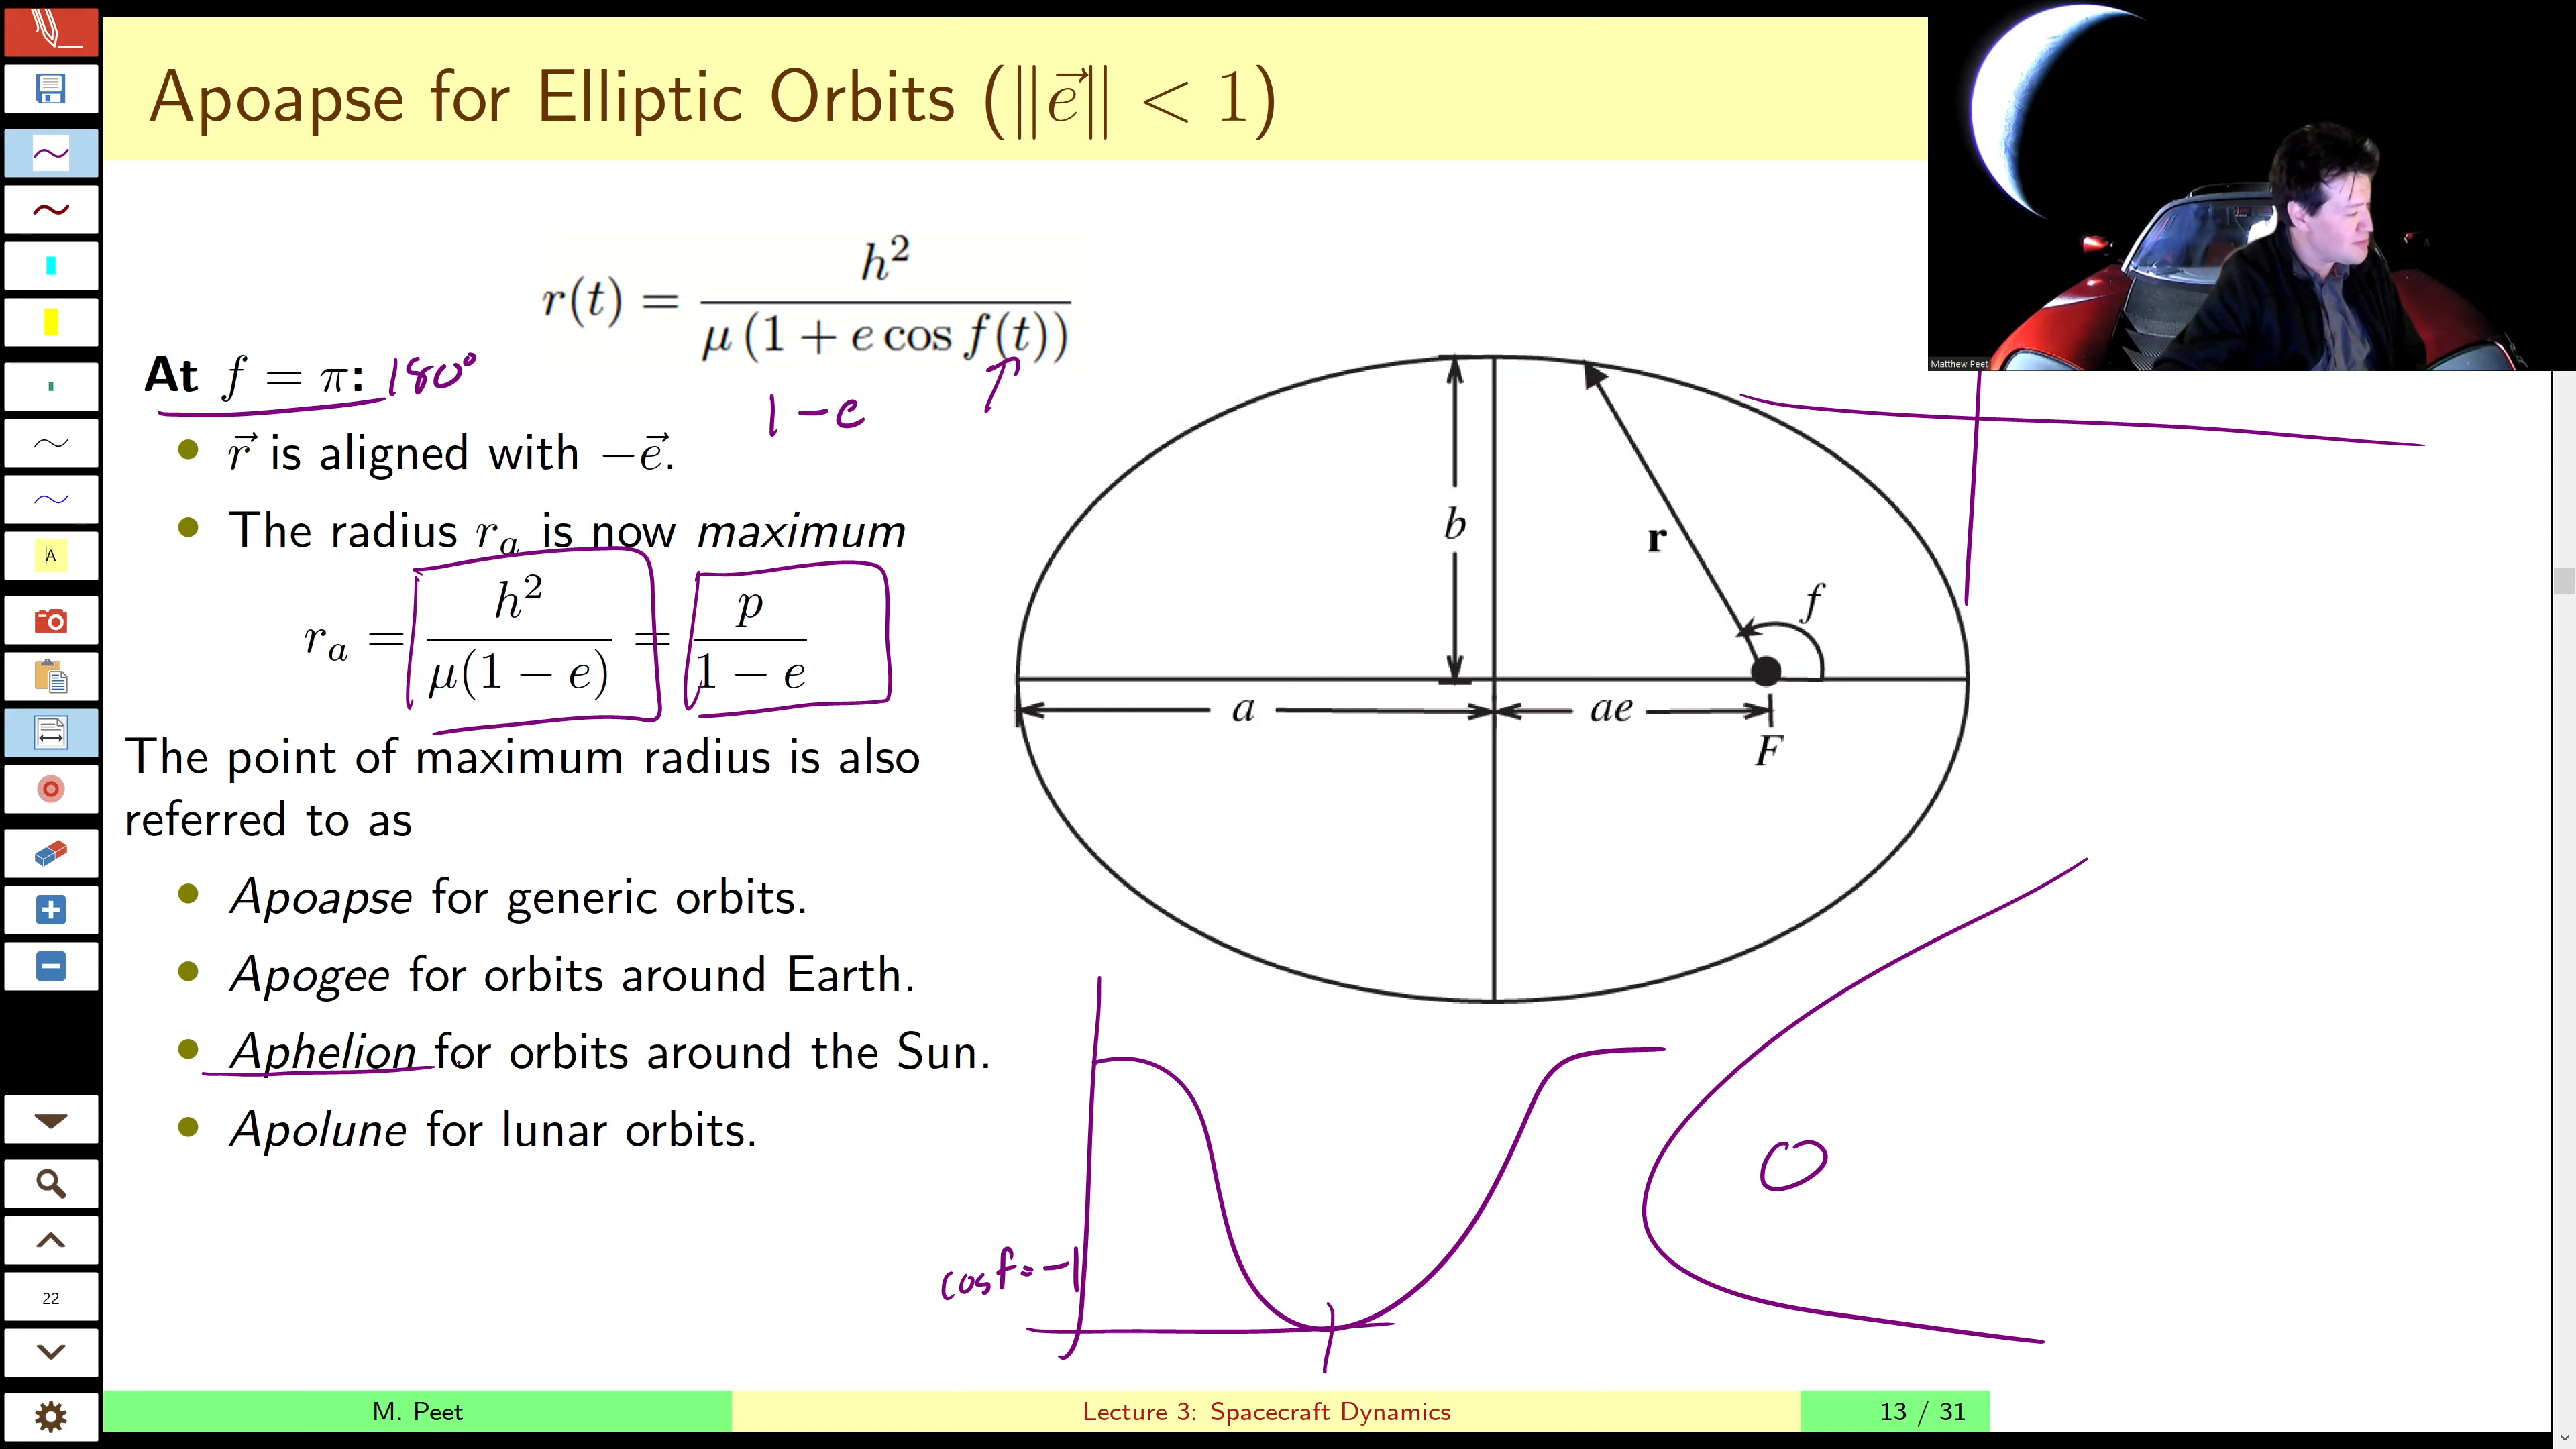 Apoapse for Elliptic Orbits (‖e⃗‖ < 1)
Matthew Peet
r(t) = h² / μ(1 + e cos f(t))
At f = π: 180°
1 - e
r⃗ is aligned with −e⃗.
The radius rₐ is now maximum
rₐ = h² / μ(1 − e) = p / 1 − e
The point of maximum radius is also
referred to as
Apoapse for generic orbits.
Apogee for orbits around Earth.
Aphelion for orbits around the Sun.
Apolune for lunar orbits.
b
r
f
a
ae
F
cos f = -1
A
22
M. Peet
Lecture 3: Spacecraft Dynamics
13 / 31